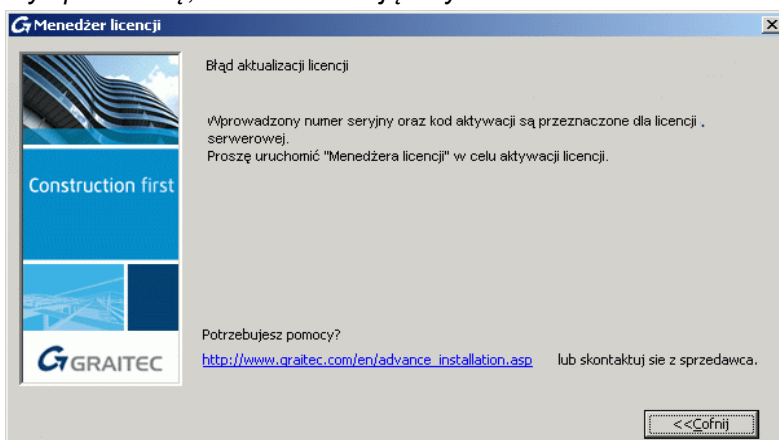 Menedżer licencji
Błąd aktualizacji licencji
Wprowadzony numer seryjny oraz kod aktywacji są przeznaczone dla licencji
serwerowej.
Proszę uruchomić "Menedżera licencji" w celu aktywacji licencji.
Construction first
GRAITEC
Potrzebujesz pomocy?
http://www.graitec.com/en/advance_installation.asp lub skontaktuj sie z sprzedawca.
<<Cofnij